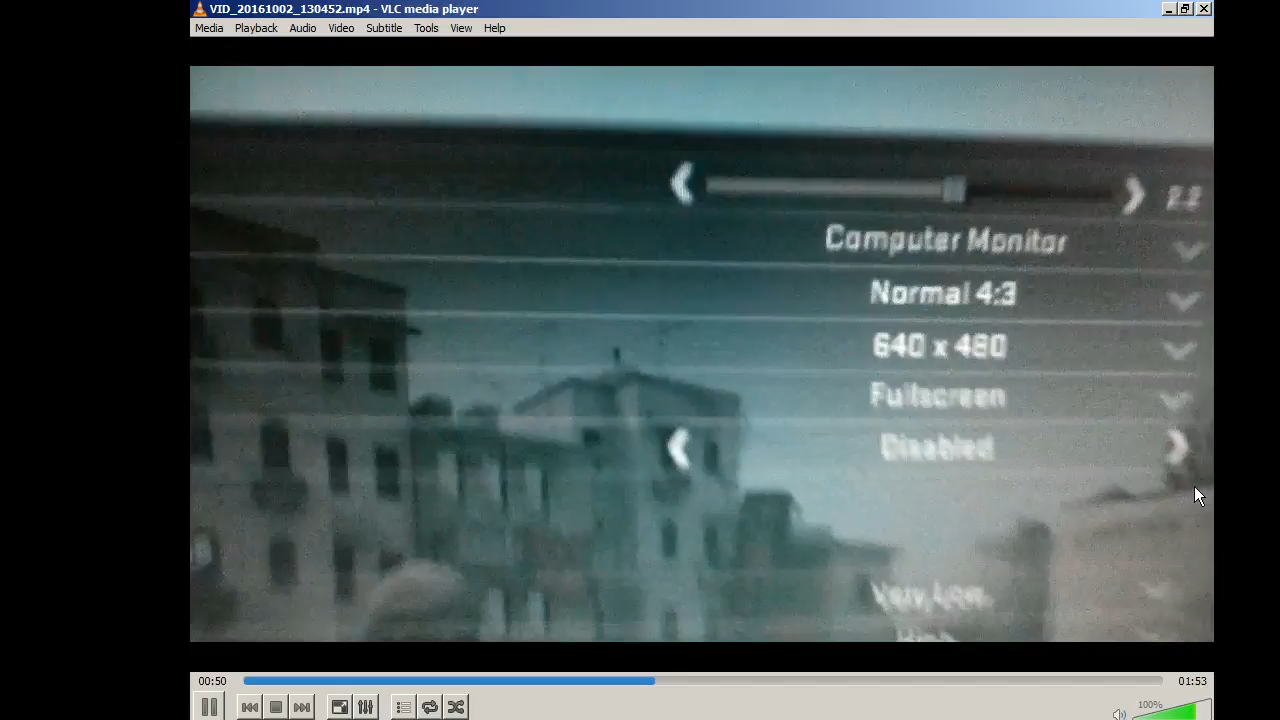 VID_20161002_130452.mp4 - VLC media player
Media Playback Audio Video Subtitle Tools View Help
2.2
Computer Monitor
Normal 4:3
640 x 480
Fullscreen
Disabled
Very Low
High
00:50
01:53
100%